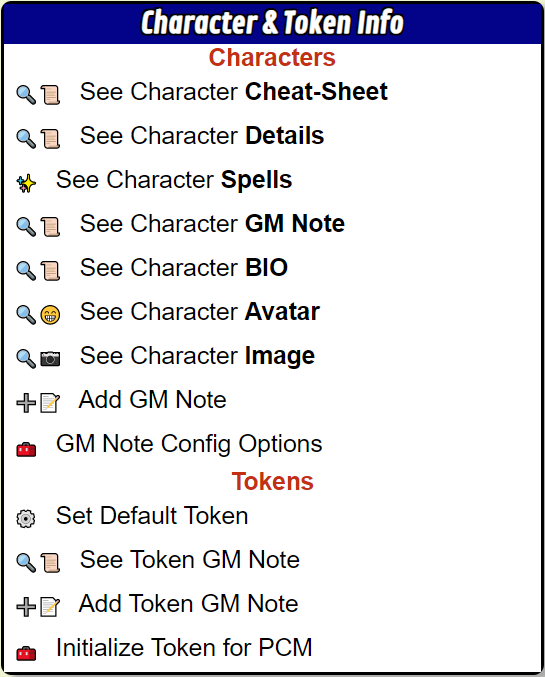 Character & Token Info
Characters
See Character Cheat-Sheet
See Character Details
See Character Spells
See Character GM Note
See Character BIO
See Character Avatar
See Character Image
Add GM Note
GM Note Config Options
Tokens
Set Default Token
See Token GM Note
Add Token GM Note
Initialize Token for PCM